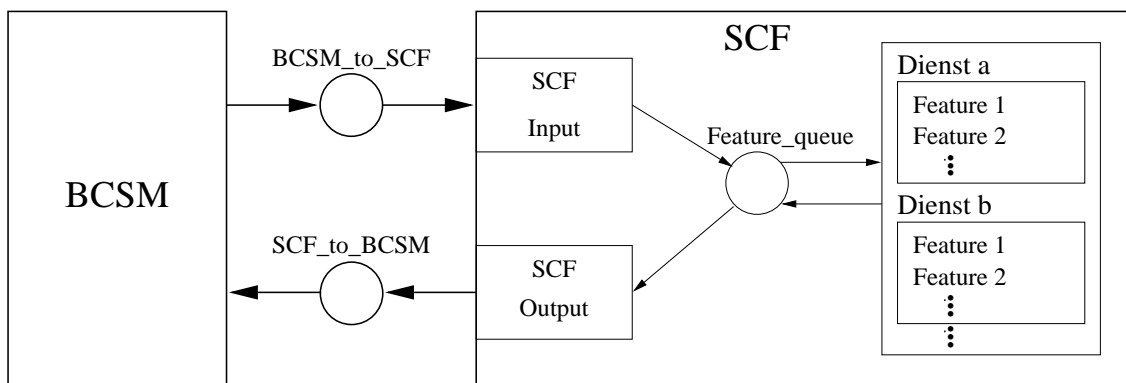 BCSM
BCSM_to_SCF
SCF_to_BCSM
SCF
SCF
Input
SCF
Output
Feature_queue
Dienst a
Feature 1
Feature 2
Dienst b
Feature 1
Feature 2